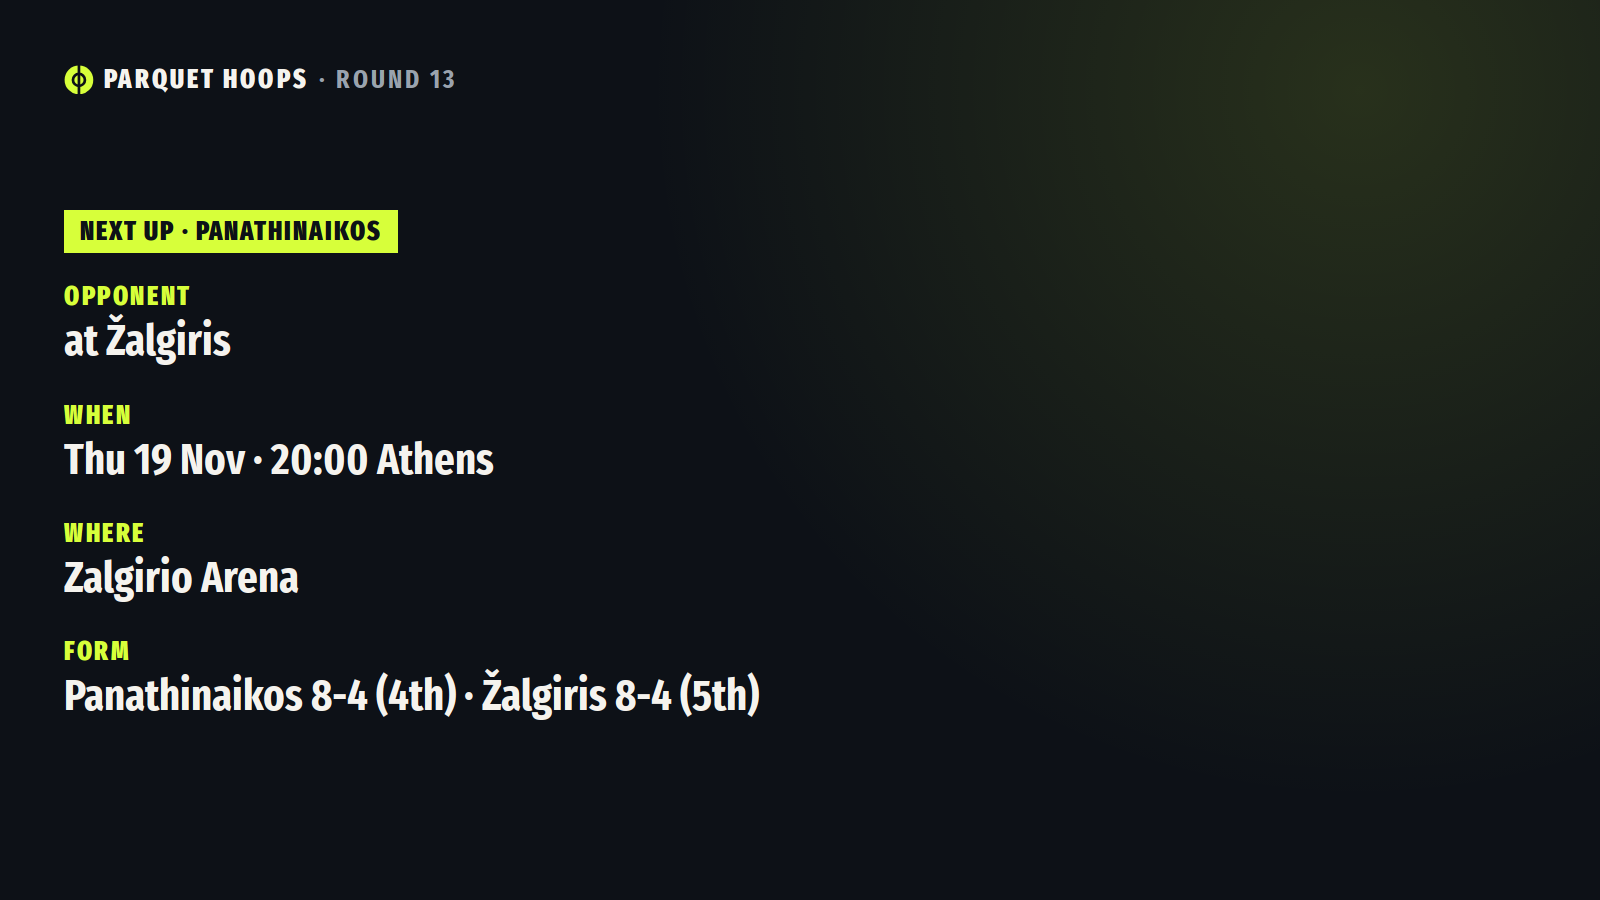 PARQUET HOOPS · ROUND 13
NEXT UP · PANATHINAIKOS
OPPONENT
at Žalgiris
WHEN
Thu 19 Nov · 20:00 Athens
WHERE
Zalgirio Arena
FORM
Panathinaikos 8-4 (4th) · Žalgiris 8-4 (5th)